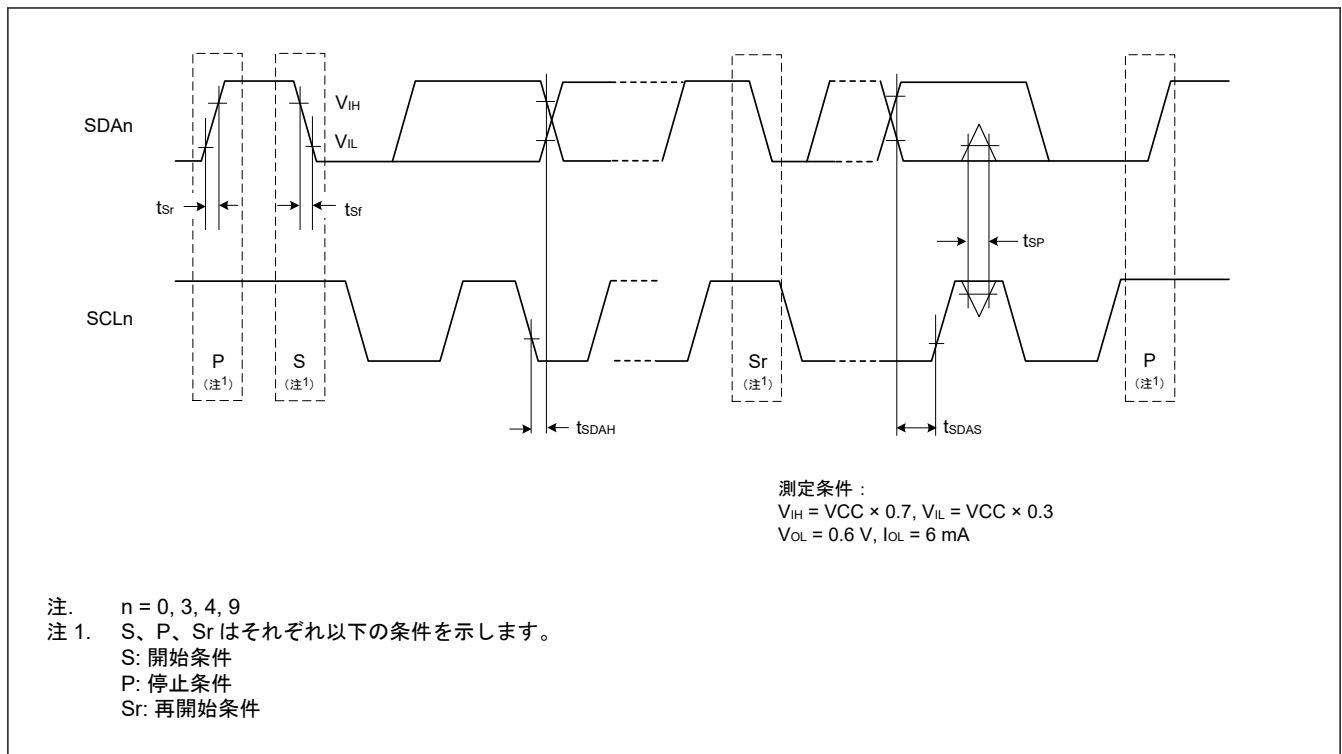 SDAn
VIH
VIL
tSr
tSf
tSP
SCLn
P
(注1)
S
(注1)
Sr
(注1)
P
(注1)
tSDAH
tSDAS
測定条件 :
VIH = VCC × 0.7, VIL = VCC × 0.3
VOL = 0.6 V, IOL = 6 mA
注. n = 0, 3, 4, 9
注 1. S、P、Sr はそれぞれ以下の条件を示します。
S: 開始条件
P: 停止条件
Sr: 再開始条件